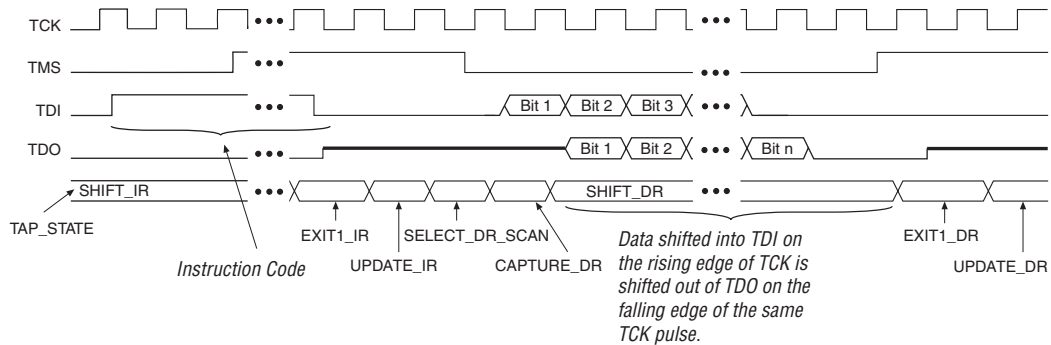 TCK
TMS
TDI Bit 1 Bit 2 Bit 3
TDO Bit 1 Bit 2 Bit n
SHIFT_IR SHIFT_DR
TAP_STATE
EXIT1_IR SELECT_DR_SCAN
Instruction Code
UPDATE_IR CAPTURE_DR
Data shifted into TDI on
the rising edge of TCK is
shifted out of TDO on the
falling edge of the same
TCK pulse.
EXIT1_DR
UPDATE_DR